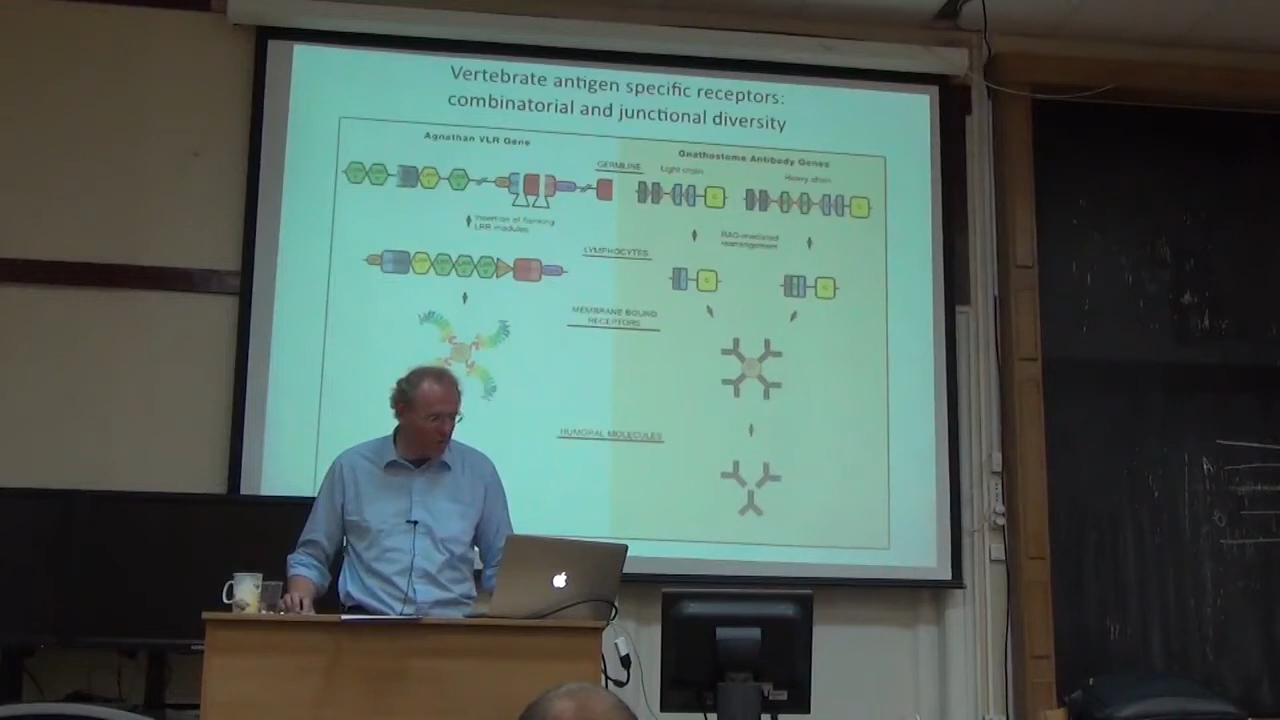 Vertebrate antigen specific receptors:
combinatorial and junctional diversity
Agnathan VLR Gene
Gnathostome Antibody Genes
GERMLINE
Light chain
Heavy chain
Insertion of flanking
LRR modules
RAG-mediated
rearrangement
LYMPHOCYTES
C
C
C
C
MEMBRANE BOUND
RECEPTORS
HUMORAL MOLECULES